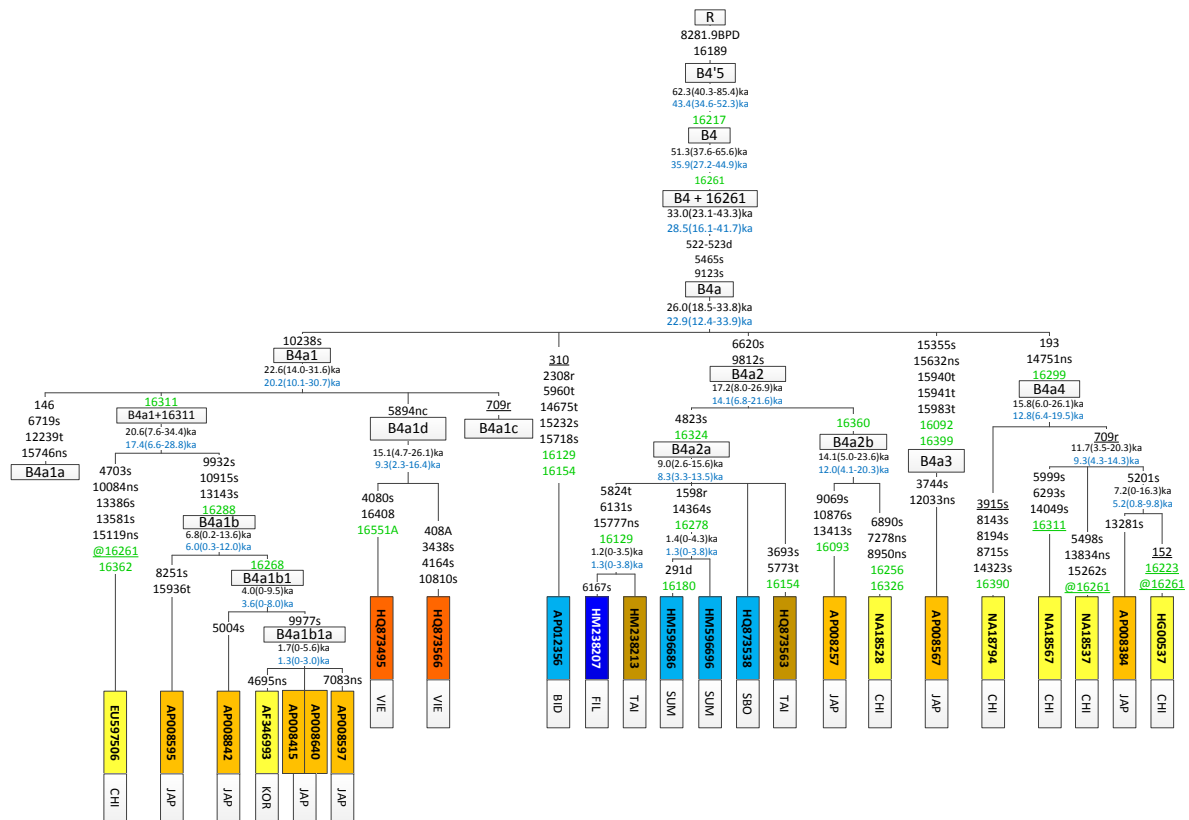 R
8281.9BPD
16189
B4'5
62.3(40.3-85.4)ka
43.4(34.6-52.3)ka
16217
B4
51.3(37.6-65.6)ka
35.9(27.2-44.9)ka
16261
B4 + 16261
33.0(23.1-43.3)ka
28.5(16.1-41.7)ka
522-523d
5465s
9123s
B4a
26.0(18.5-33.8)ka
22.9(12.4-33.9)ka
10238s
B4a1
22.6(14.0-31.6)ka
20.2(10.1-30.7)ka
146
6719s
12239t
15746ns
B4a1a
16311
B4a1+16311
20.6(7.6-34.4)ka
17.4(6.6-28.8)ka
4703s
10084ns
13386s
13581s
15119ns
@16261
16362
EU597506
CHI
9932s
10915s
13143s
16288
B4a1b
6.8(0.2-13.6)ka
6.0(0.3-12.0)ka
8251s
15936t
AP008595
JAP
16268
B4a1b1
4.0(0-9.5)ka
3.6(0-8.0)ka
5004s
AP008842
JAP
9977s
B4a1b1a
1.7(0-5.6)ka
1.3(0-3.0)ka
4695ns
AF346993
KOR
AP008415
AP008640
JAP
7083ns
AP008597
JAP
5894nc
B4a1d
15.1(4.7-26.1)ka
9.3(2.3-16.4)ka
4080s
16408
16551A
HQ873495
VIE
408A
3438s
4164s
10810s
HQ873566
VIE
709r
B4a1c
310
2308r
5960t
14675t
15232s
15718s
16129
16154
AP012356
BID
6620s
9812s
B4a2
17.2(8.0-26.9)ka
14.1(6.8-21.6)ka
4823s
16324
B4a2a
9.0(2.6-15.6)ka
8.3(3.3-13.5)ka
5824t
6131s
15777ns
16129
1.2(0-3.5)ka
1.3(0-3.8)ka
6167s
HM238207
FIL
HM238213
TAI
1598r
14364s
16278
1.4(0-4.3)ka
1.3(0-3.8)ka
291d
16180
HM596686
SUM
HM596696
SUM
HQ873538
SBO
3693s
5773t
16154
HQ873563
TAI
16360
B4a2b
14.1(5.0-23.6)ka
12.0(4.1-20.3)ka
9069s
10876s
13413s
16093
AP008257
JAP
6890s
7278ns
8950ns
16256
16326
NA18528
CHI
15355s
15632ns
15940t
15941t
15983t
16092
16399
B4a3
3744s
12033ns
AP008567
JAP
193
14751ns
16299
B4a4
15.8(6.0-26.1)ka
12.8(6.4-19.5)ka
3915s
8143s
8194s
8715s
14323s
16390
NA18794
CHI
709r
11.7(3.5-20.3)ka
9.3(4.3-14.3)ka
5999s
6293s
14049s
16311
NA18567
CHI
5498s
13834ns
15262s
@16261
NA18537
CHI
5201s
7.2(0-16.3)ka
5.2(0.8-9.8)ka
13281s
AP008384
JAP
152
16223
@16261
HG00537
CHI